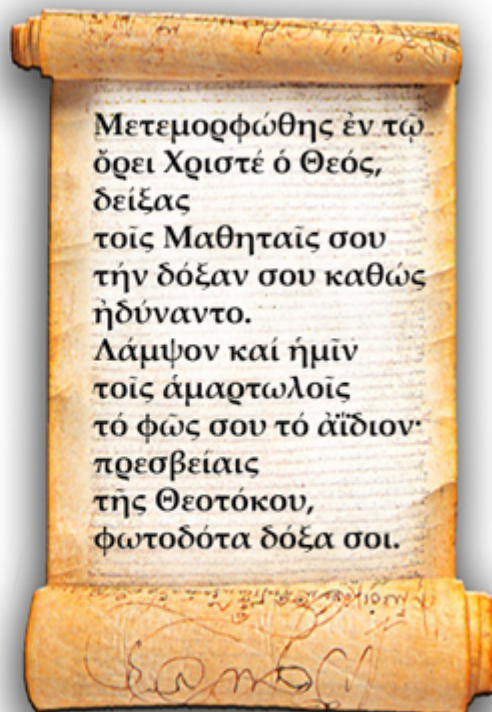 Μετεμορφώθης ἐν τῷ
ὄρει Χριστέ ὁ Θεός,
δείξας
τοῖς Μαθηταῖς σου
τήν δόξαν σου καθώς
ἠδύναντο.
Λάμψον καί ἡμῖν
τοῖς ἁμαρτωλοῖς
τό φῶς σου τό ἀΐδιον·
πρεσβείαις
τῆς Θεοτόκου,
φωτοδότα δόξα σοι.